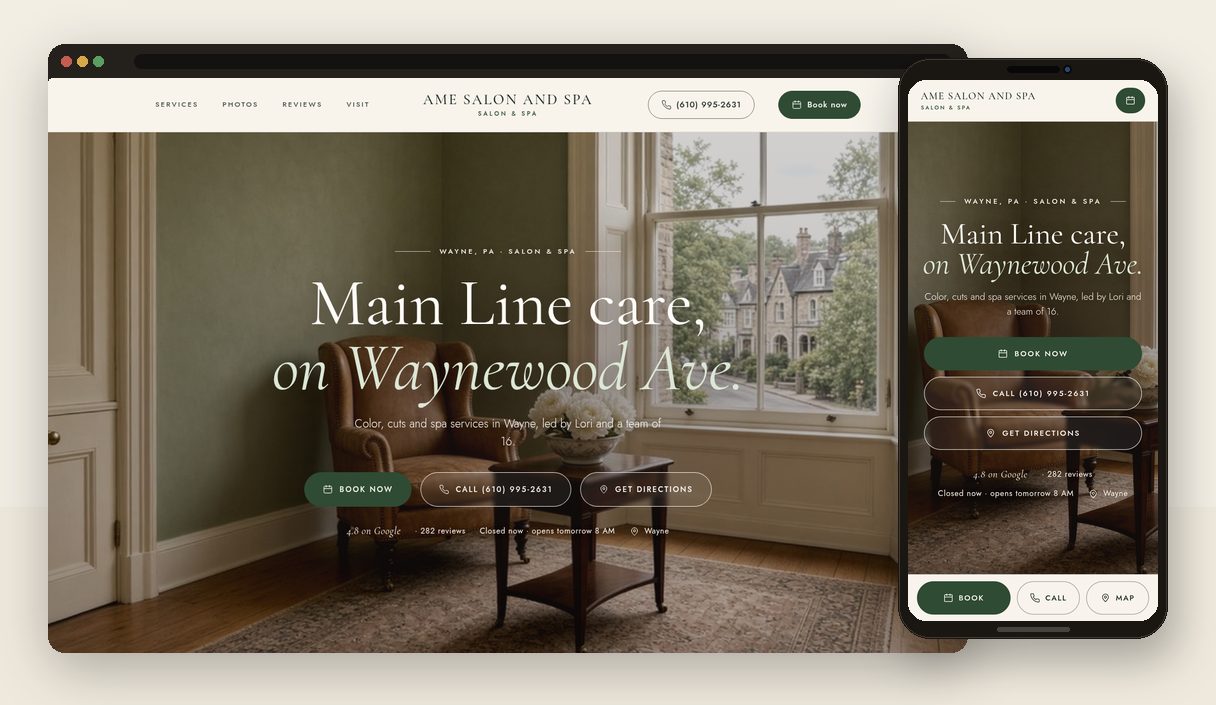 SERVICES PHOTOS REVIEWS VISIT
AME SALON AND SPA
SALON & SPA
(610) 995-2631
Book now
WAYNE, PA · SALON & SPA
Main Line care,
on Waynewood Ave.
Color, cuts and spa services in Wayne, led by Lori and a team of
16.
BOOK NOW
CALL (610) 995-2631
GET DIRECTIONS
4.8 on Google · 282 reviews Closed now · opens tomorrow 8 AM Wayne
AME SALON AND SPA
SALON & SPA
WAYNE, PA · SALON & SPA
Main Line care,
on Waynewood Ave.
Color, cuts and spa services in Wayne, led by Lori and
a team of 16.
BOOK NOW
CALL (610) 995-2631
GET DIRECTIONS
4.8 on Google · 282 reviews
Closed now · opens tomorrow 8 AM Wayne
BOOK
CALL
MAP